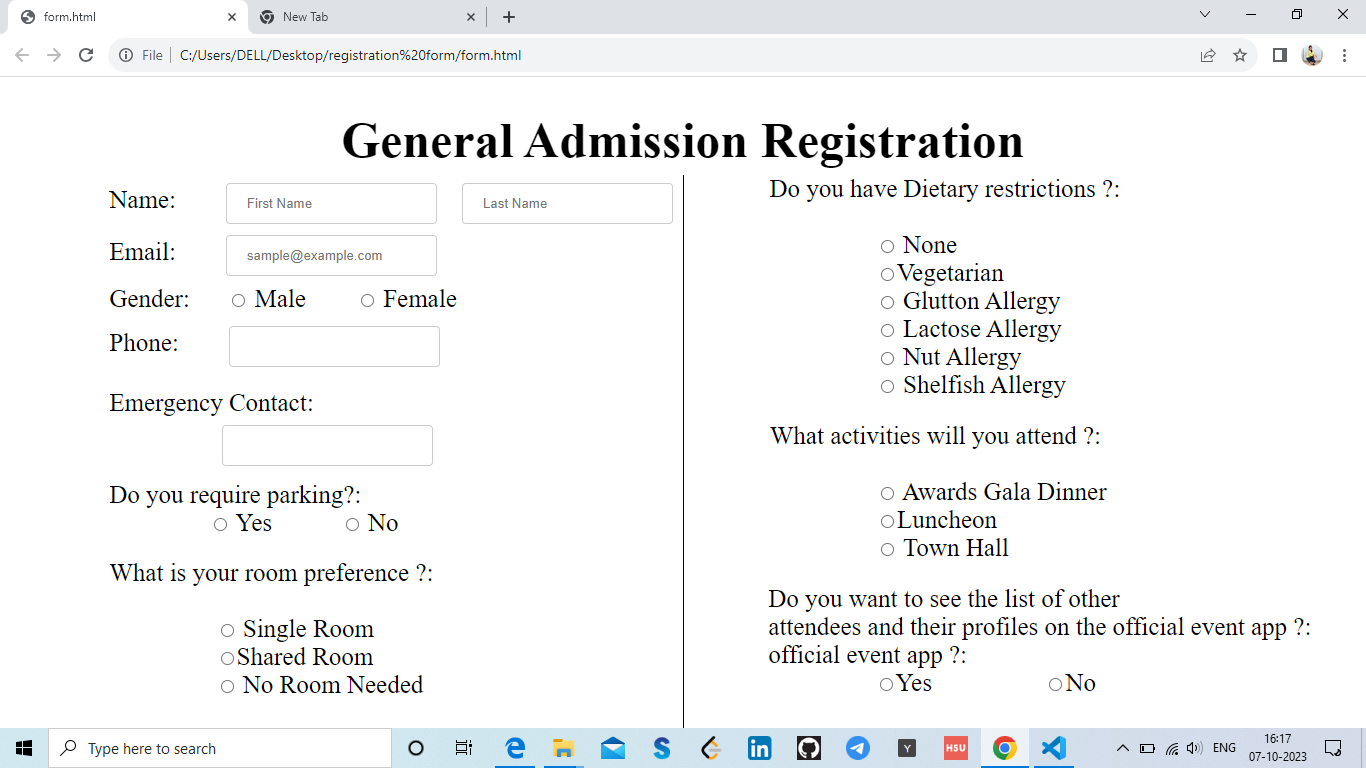 form.html
New Tab
File
C:/Users/DELL/Desktop/registration%20form/form.html
General Admission Registration
Name:
First Name
Last Name
Email:
sample@example.com
Gender:
Male
Female
Phone:
Emergency Contact:
Do you require parking?:
Yes
No
What is your room preference ?:
Single Room
Shared Room
No Room Needed
Do you have Dietary restrictions ?:
None
Vegetarian
Glutton Allergy
Lactose Allergy
Nut Allergy
Shelfish Allergy
What activities will you attend ?:
Awards Gala Dinner
Luncheon
Town Hall
Do you want to see the list of other
attendees and their profiles on the official event app ?:
official event app ?:
Yes
No
Type here to search
S
in
Y
H5U
ENG
16:17
07-10-2023